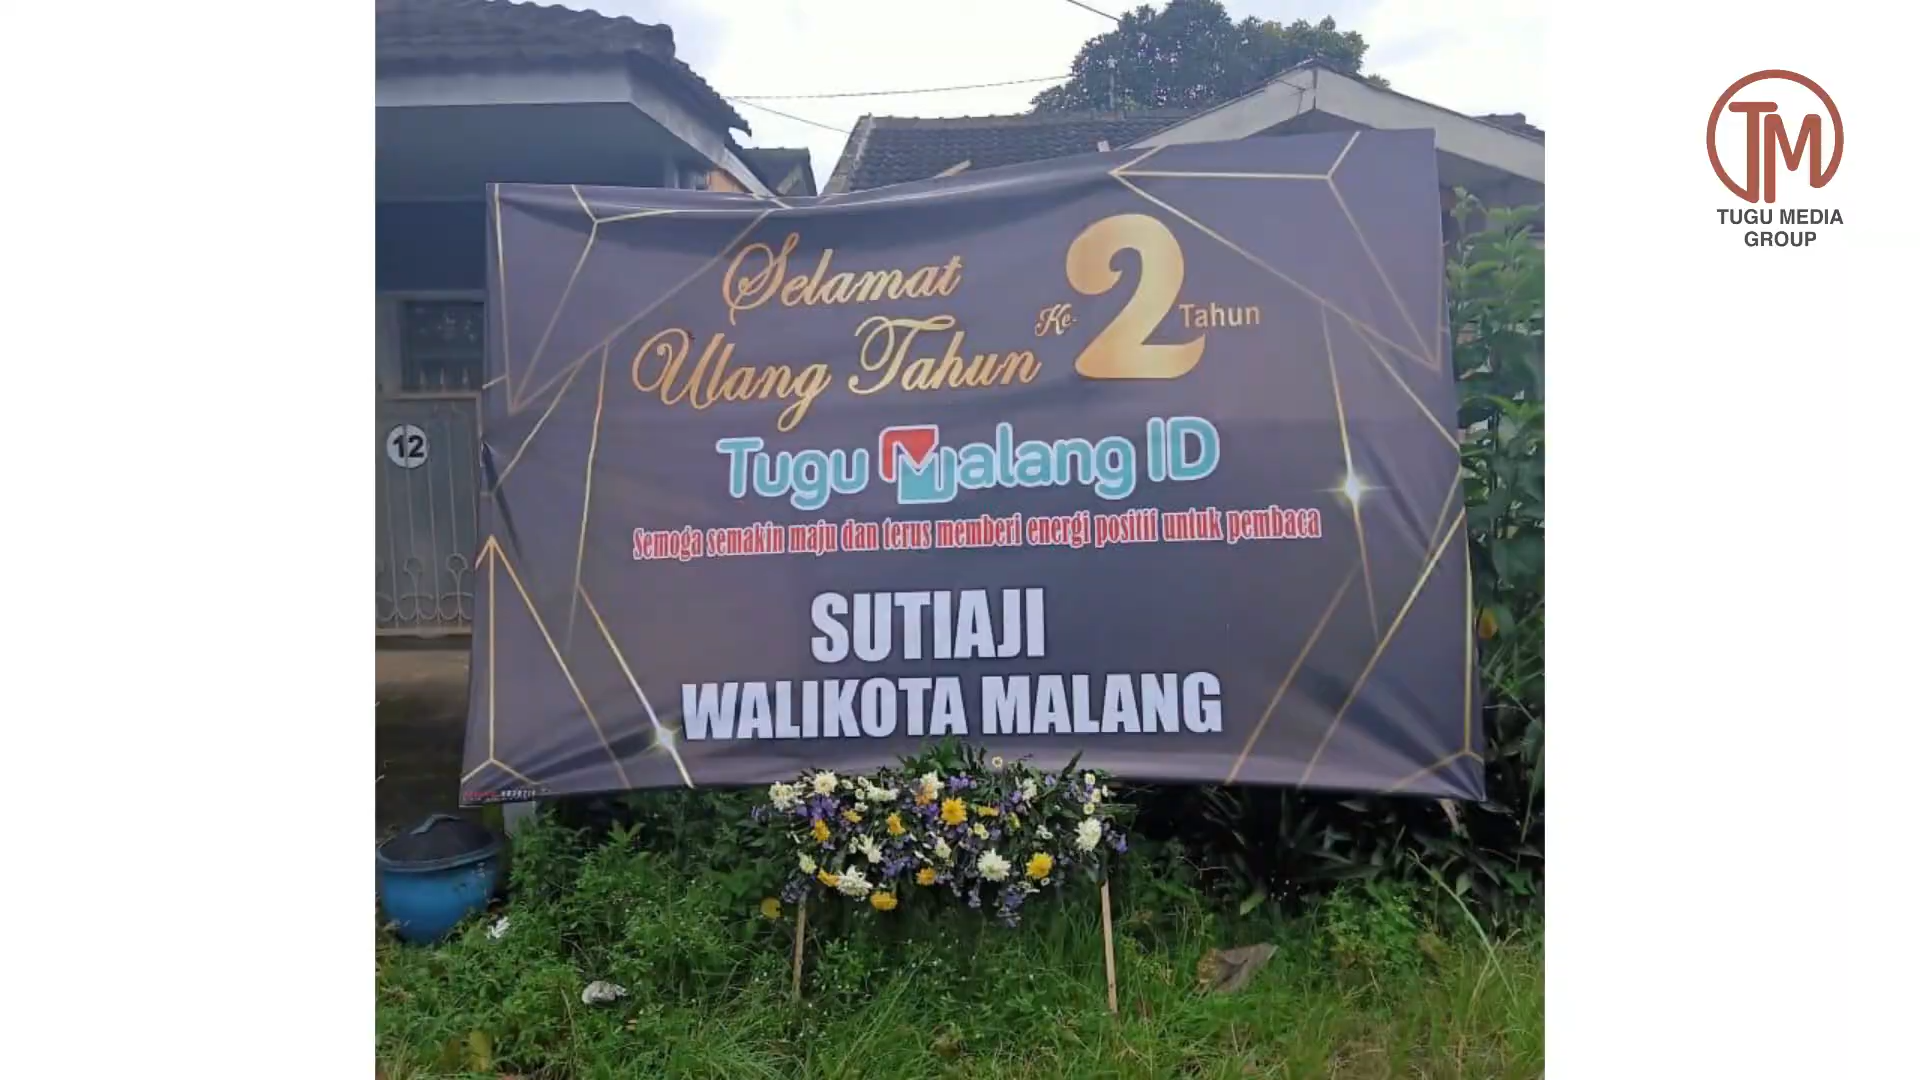 Selamat
Ulang Tahun Ke-2 Tahun
Tugu Malang ID
Semoga semakin maju dan terus memberi energi positif untuk pembaca
SUTIAJI
WALIKOTA MALANG
12
TM
TUGU MEDIA
GROUP